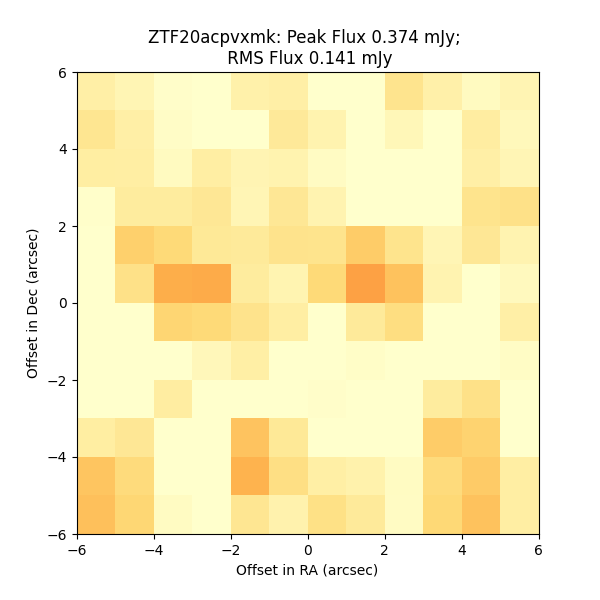 ZTF20acpvxmk: Peak Flux 0.374 mJy;
RMS Flux 0.141 mJy
6
4
2
0
−2
−4
−6
Offset in Dec (arcsec)
−6 −4 −2 0 2 4 6
Offset in RA (arcsec)